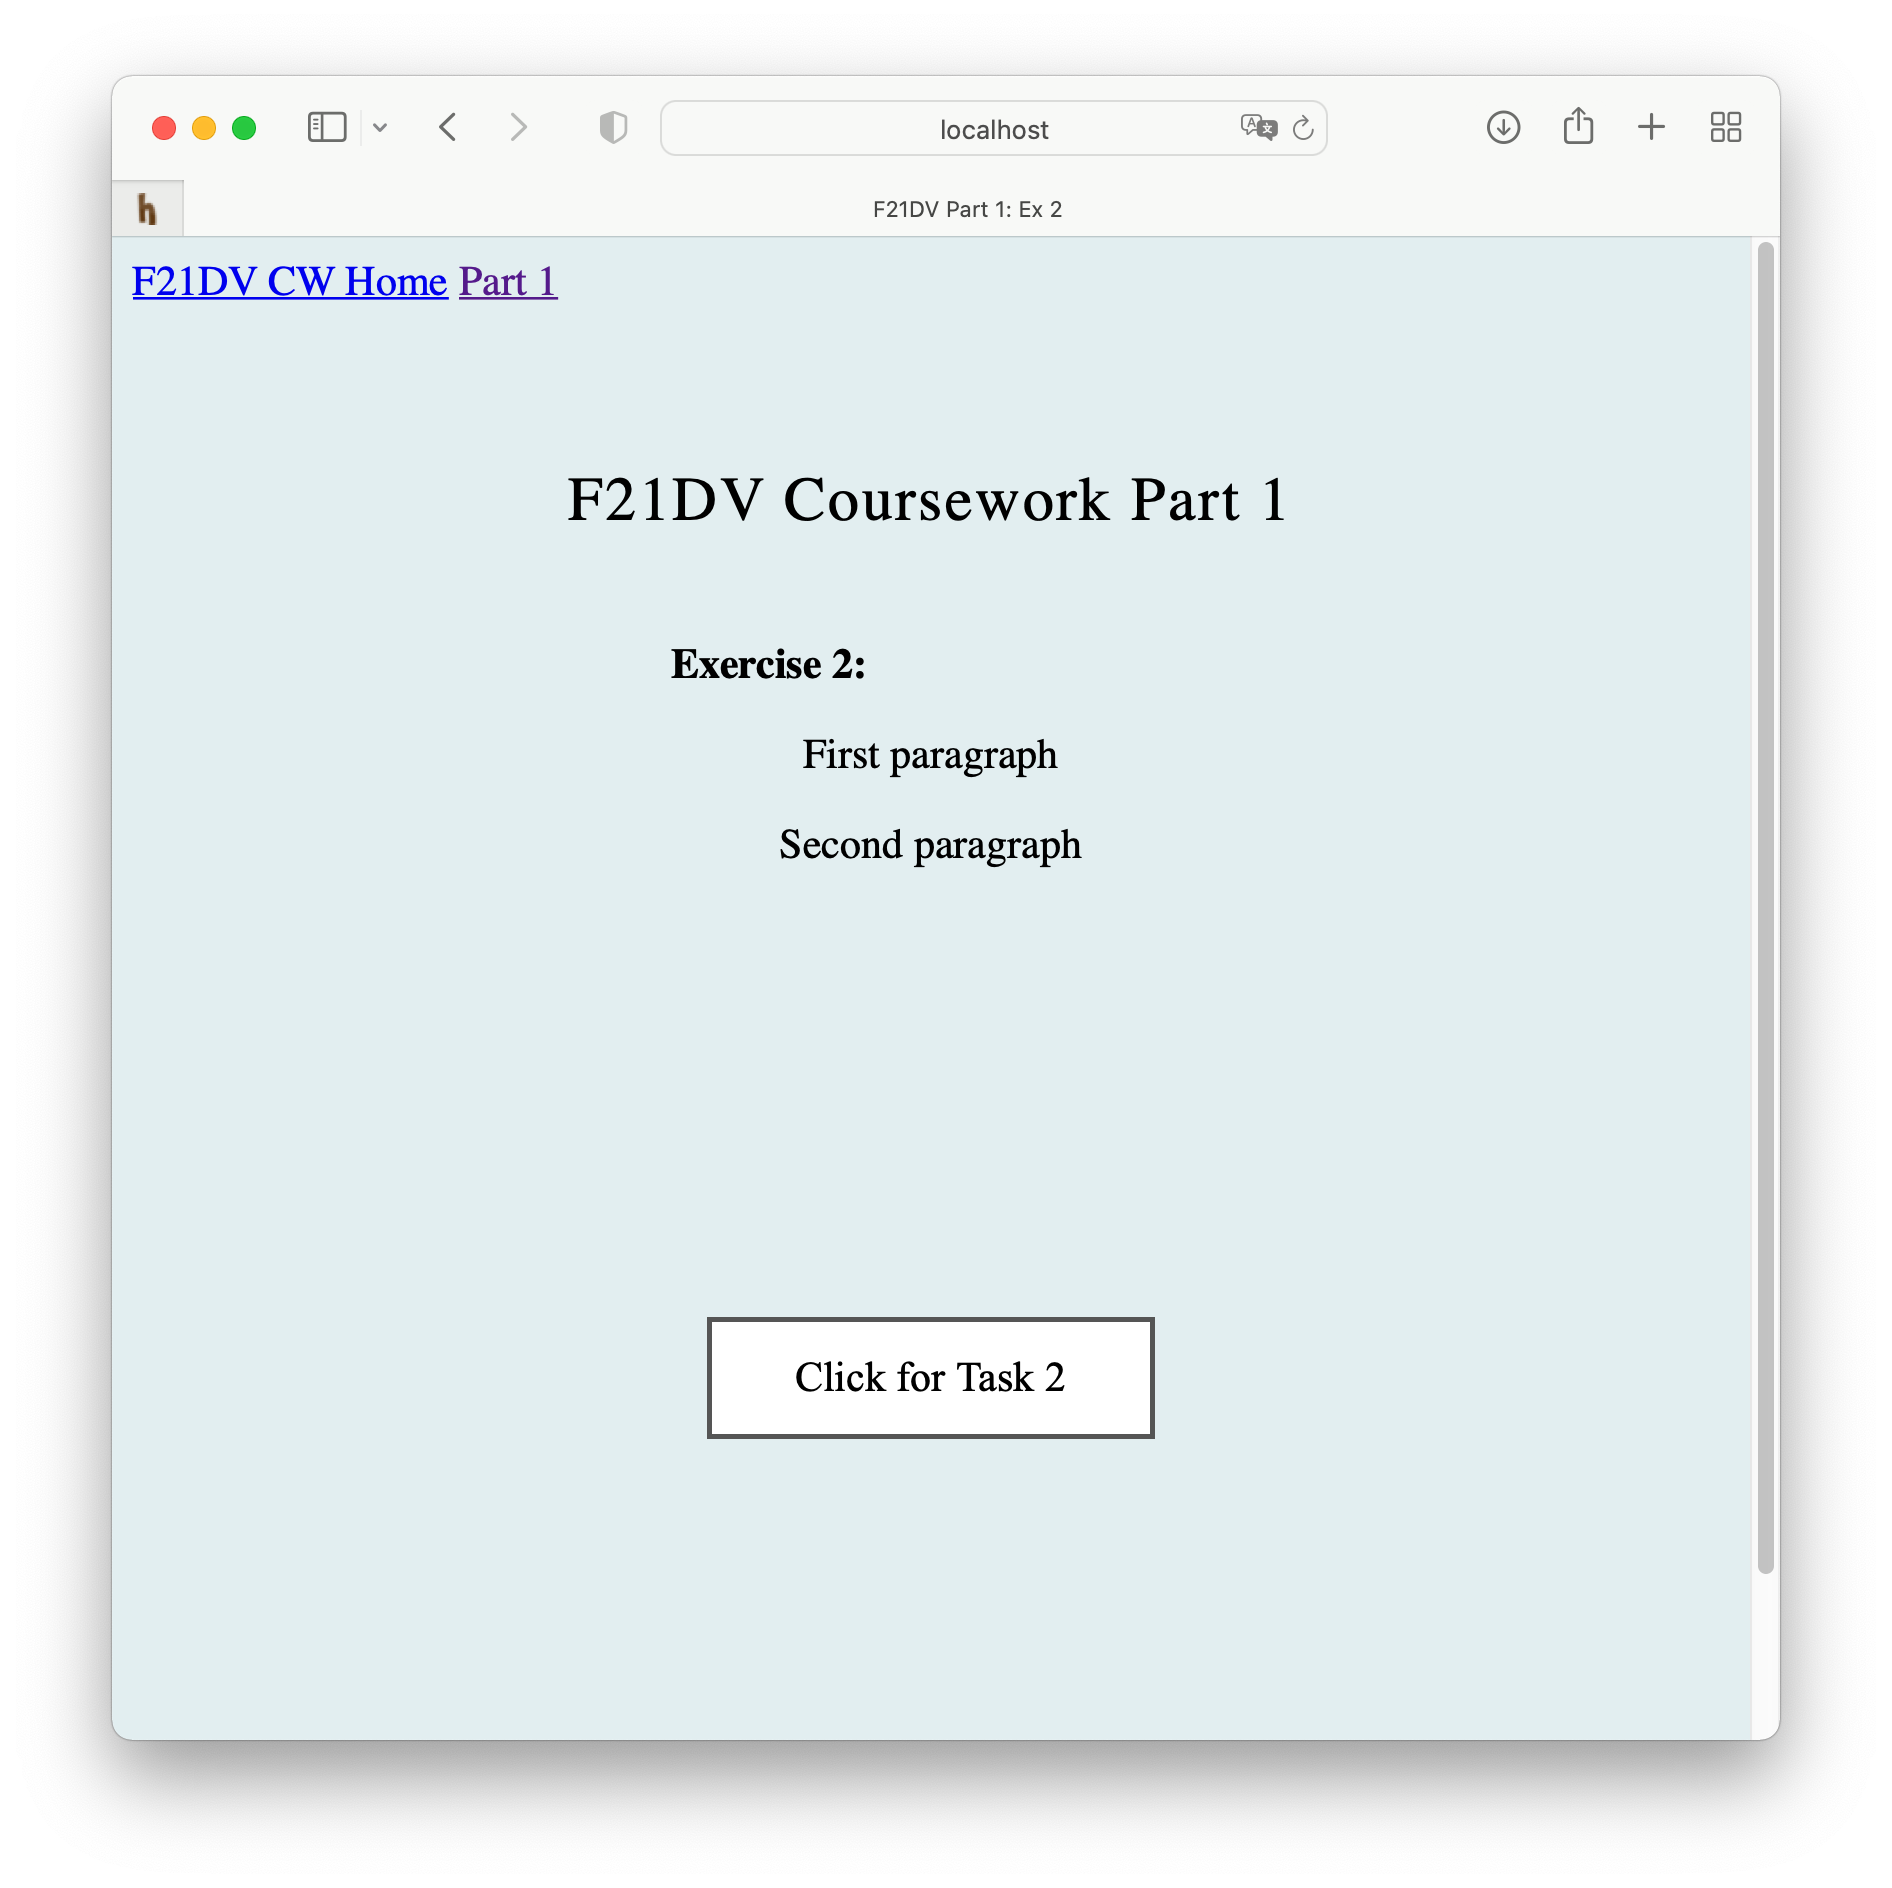 localhost
h
F21DV Part 1: Ex 2
F21DV CW Home Part 1
F21DV Coursework Part 1
Exercise 2:
First paragraph
Second paragraph
Click for Task 2